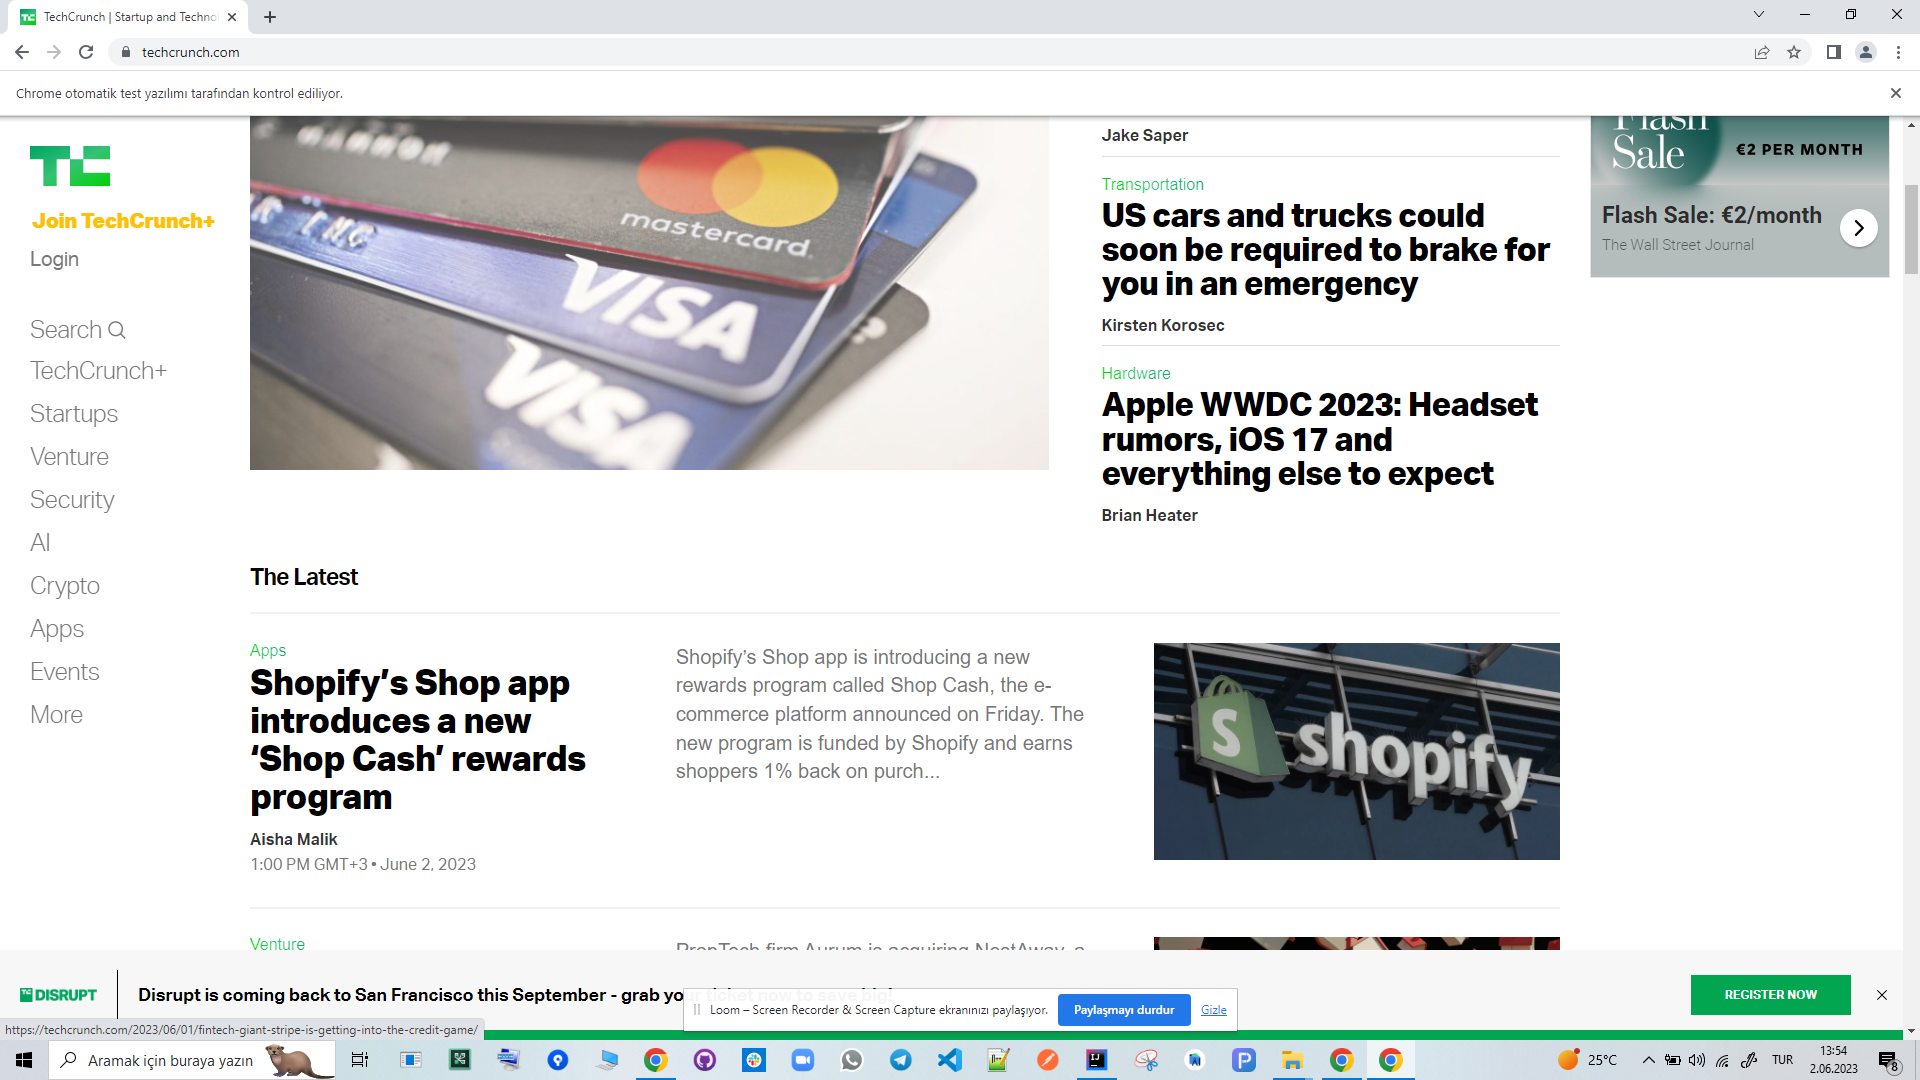 TechCrunch | Startup and Techno
techcrunch.com
Chrome otomatik test yazılımı tarafından kontrol ediliyor.
Join TechCrunch+
Login
Search
TechCrunch+
Startups
Venture
Security
AI
Crypto
Apps
Events
More
mastercard.
VISA
VISA
Jake Saper
Transportation
US cars and trucks could
soon be required to brake for
you in an emergency
Kirsten Korosec
Hardware
Apple WWDC 2023: Headset
rumors, iOS 17 and
everything else to expect
Brian Heater
Flash
Sale
€2 PER MONTH
Flash Sale: €2/month
The Wall Street Journal
The Latest
Apps
Shopify’s Shop app
introduces a new
‘Shop Cash’ rewards
program
Aisha Malik
1:00 PM GMT+3 • June 2, 2023
Shopify’s Shop app is introducing a new
rewards program called Shop Cash, the e-
commerce platform announced on Friday. The
new program is funded by Shopify and earns
shoppers 1% back on purch...
shopify
Venture
PropTech firm Aurum is acquiring NestAway, a
DISRUPT
Disrupt is coming back to San Francisco this September - grab your ticket now to save big!
REGISTER NOW
Loom – Screen Recorder & Screen Capture ekranınızı paylaşıyor.
Paylaşmayı durdur
Gizle
https://techcrunch.com/2023/06/01/fintech-giant-stripe-is-getting-into-the-credit-game/
Aramak için buraya yazın
25°C
TUR
13:54
2.06.2023
8